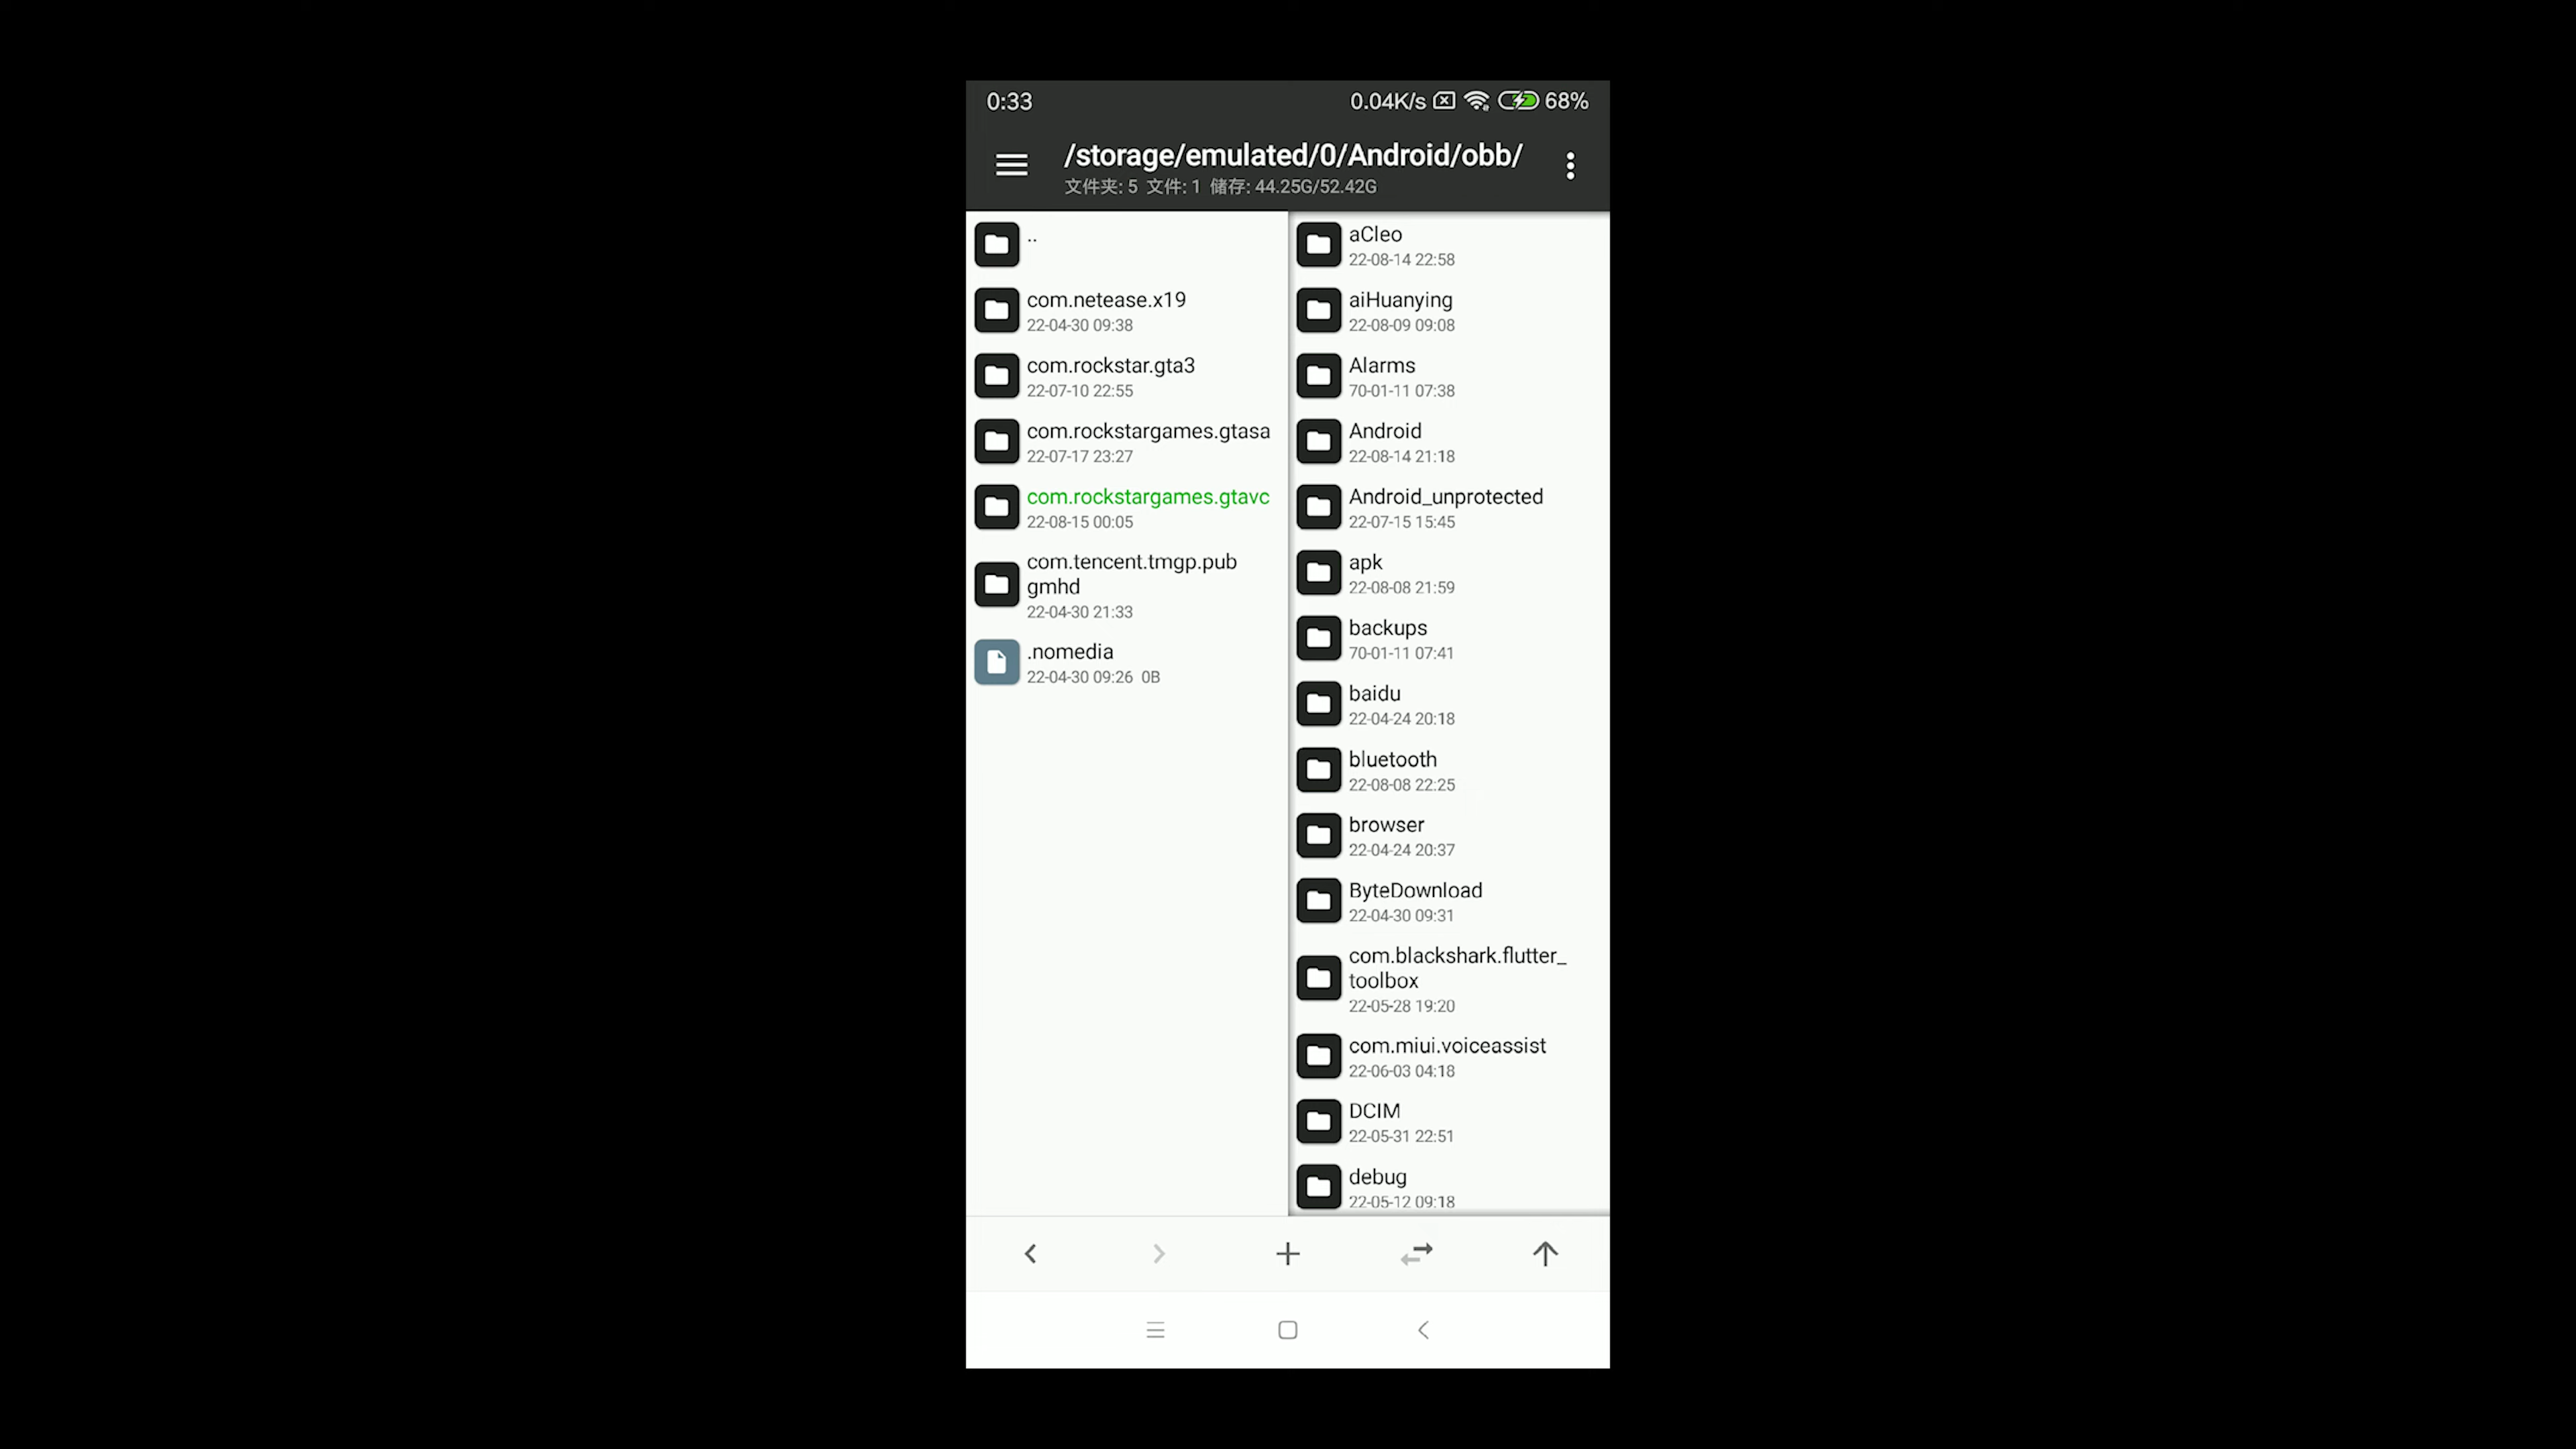 0:33
0.04K/s
68%
/storage/emulated/0/Android/obb/
文件夹: 5 文件: 1 储存: 44.25G/52.42G
..
com.netease.x19
22-04-30 09:38
com.rockstar.gta3
22-07-10 22:55
com.rockstargames.gtasa
22-07-17 23:27
com.rockstargames.gtavc
22-08-15 00:05
com.tencent.tmgp.pub
gmhd
22-04-30 21:33
.nomedia
22-04-30 09:26 0B
aCleo
22-08-14 22:58
aiHuanying
22-08-09 09:08
Alarms
70-01-11 07:38
Android
22-08-14 21:18
Android_unprotected
22-07-15 15:45
apk
22-08-08 21:59
backups
70-01-11 07:41
baidu
22-04-24 20:18
bluetooth
22-08-08 22:25
browser
22-04-24 20:37
ByteDownload
22-04-30 09:31
com.blackshark.flutter_
toolbox
22-05-28 19:20
com.miui.voiceassist
22-06-03 04:18
DCIM
22-05-31 22:51
debug
22-05-12 09:18